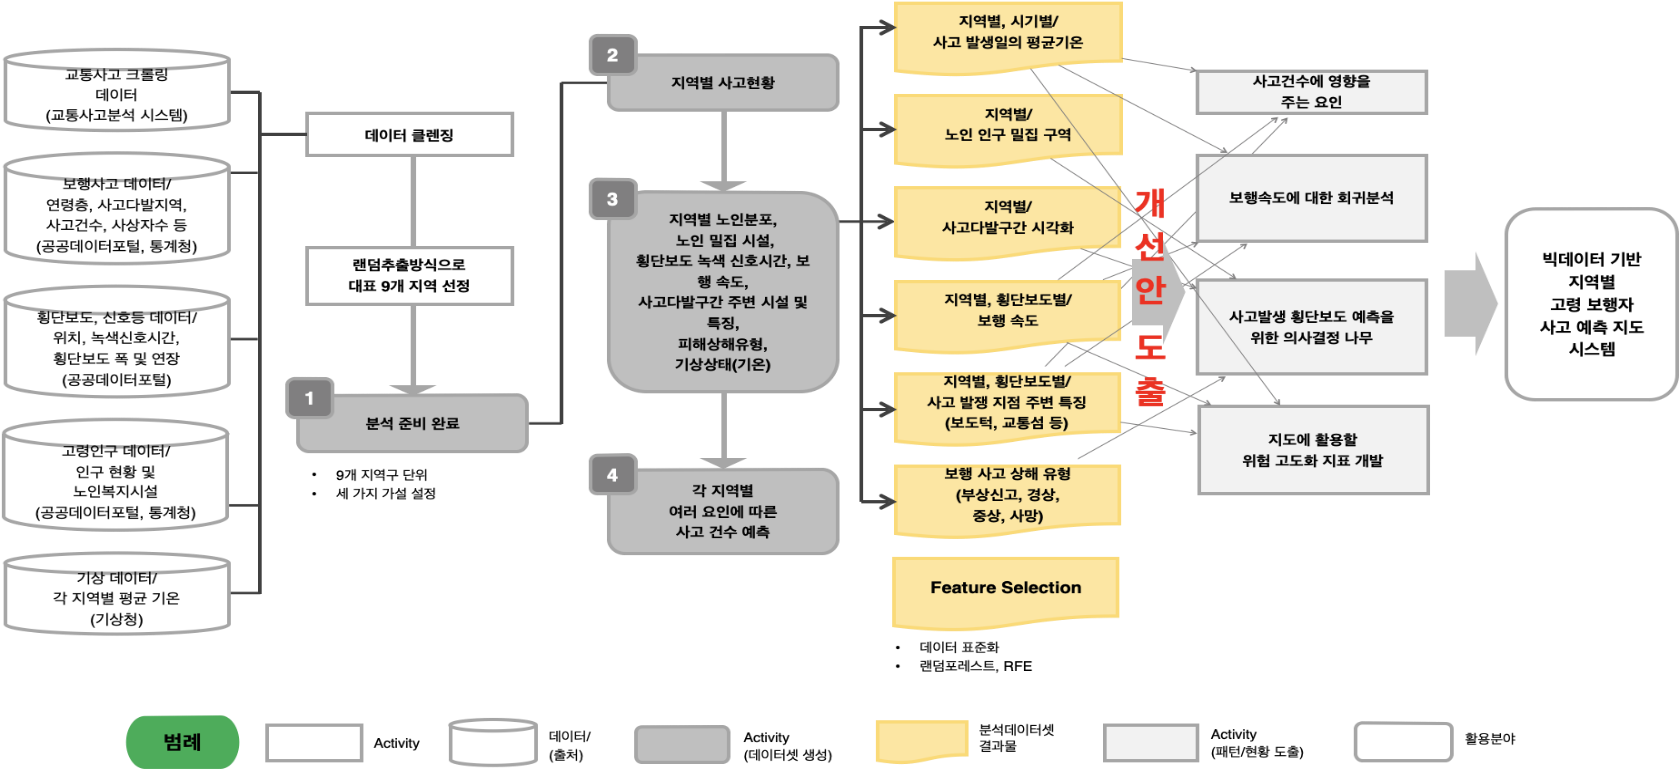 교통사고 크롤링
데이터
(교통사고분석 시스템)
보행사고 데이터/
연령층, 사고다발지역,
사고건수, 사상자수 등
(공공데이터포털, 통계청)
횡단보도, 신호등 데이터/
위치, 녹색신호시간,
횡단보도 폭 및 연장
(공공데이터포털)
고령인구 데이터/
인구 현황 및
노인복지시설
(공공데이터포털, 통계청)
기상 데이터/
각 지역별 평균 기온
(기상청)
데이터 클렌징
랜덤추출방식으로
대표 9개 지역 선정
1
분석 준비 완료
• 9개 지역구 단위
• 세 가지 가설 설정
2
지역별 사고현황
3
지역별 노인분포,
노인 밀집 시설,
횡단보도 녹색 신호시간, 보
행 속도,
사고다발구간 주변 시설 및
특징,
피해상해유형,
기상상태(기온)
4
각 지역별
여러 요인에 따른
사고 건수 예측
지역별, 시기별/
사고 발생일의 평균기온
지역별/
노인 인구 밀집 구역
지역별/
사고다발구간 시각화
지역별, 횡단보도별/
보행 속도
지역별, 횡단보도별/
사고 발쟁 지점 주변 특징
(보도턱, 교통섬 등)
보행 사고 상해 유형
(부상신고, 경상,
중상, 사망)
Feature Selection
• 데이터 표준화
• 랜덤포레스트, RFE
개
선
안
도
출
사고건수에 영향을
주는 요인
보행속도에 대한 회귀분석
사고발생 횡단보도 예측을
위한 의사결정 나무
지도에 활용할
위험 고도화 지표 개발
빅데이터 기반
지역별
고령 보행자
사고 예측 지도
시스템
범례
Activity
데이터/
(출처)
Activity
(데이터셋 생성)
분석데이터셋
결과물
Activity
(패턴/현황 도출)
활용분야